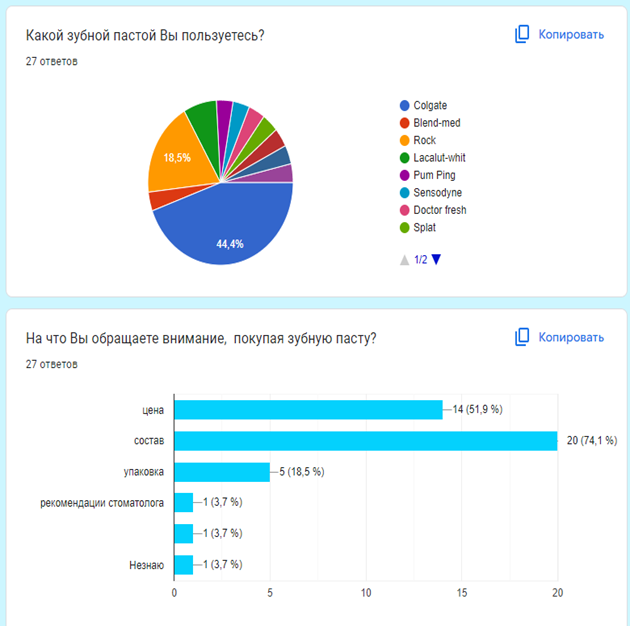 Какой зубной пастой Вы пользуетесь?
Копировать
27 ответов
Colgate
Blend-med
Rock
Lacalut-whit
Pum Ping
Sensodyne
Doctor fresh
Splat
1/2
18,5%
44,4%
На что Вы обращаете внимание, покупая зубную пасту?
Копировать
27 ответов
цена
14 (51,9 %)
состав
20 (74,1 %)
упаковка
5 (18,5 %)
рекомендации стоматолога
1 (3,7 %)
1 (3,7 %)
Незнаю
1 (3,7 %)
0 5 10 15 20